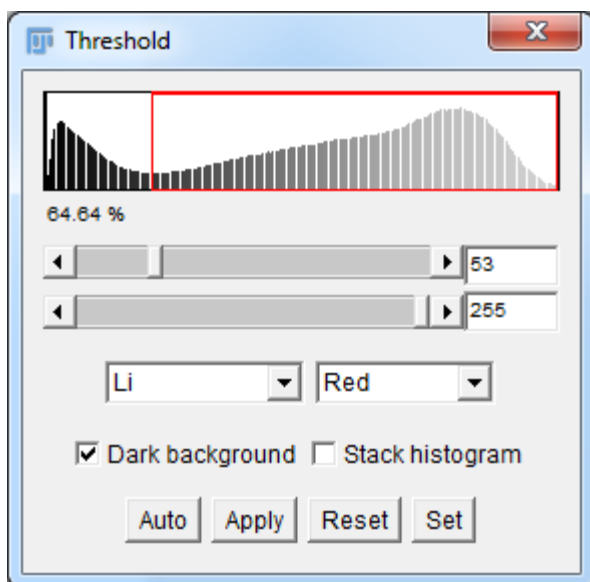 Threshold
64.64 %
53
255
Li Red
Dark background Stack histogram
Auto Apply Reset Set